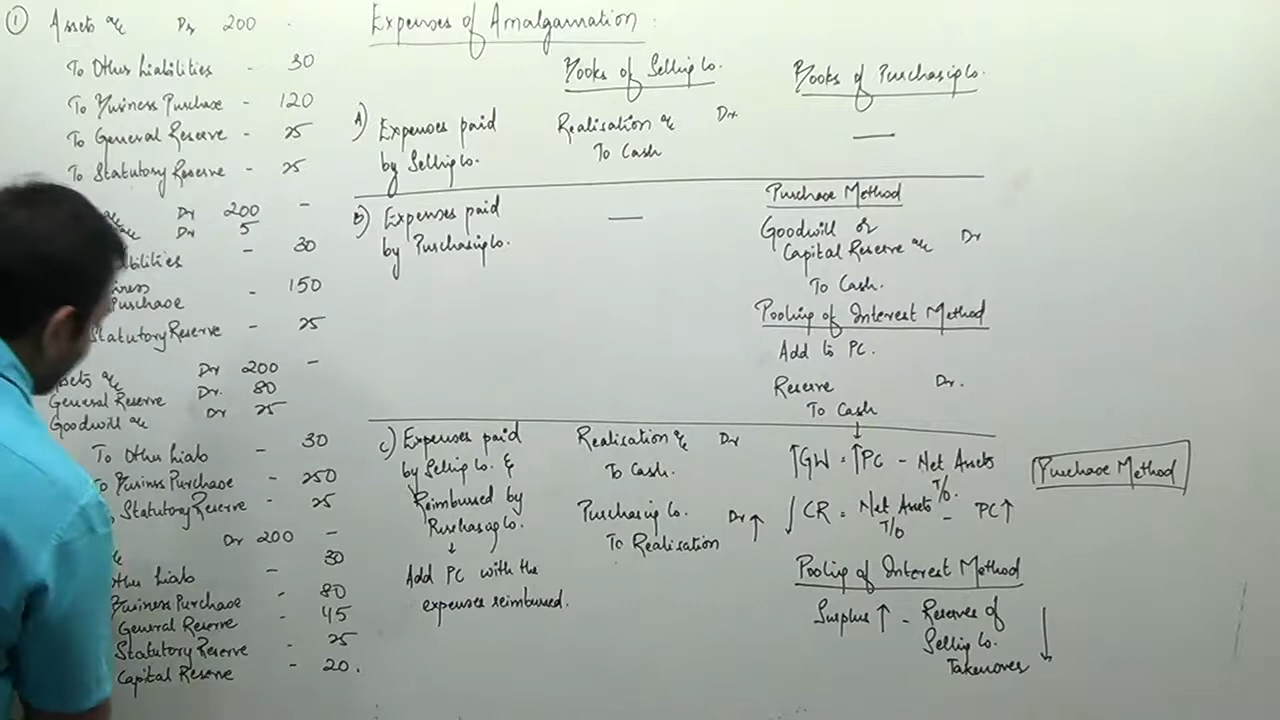 ① Assets a/c Dr 200 -
To Other Liabilities - 30
To Business Purchase - 120
To General Reserve - 25
To Statutory Reserve - 25
Dr 200 -
Dr 5
- 30
Purchase - 150
Statutory Reserve - 25
Assets a/c Dr 200 -
General Reserve Dr. 80
Goodwill a/c Dr 25
To Other Liab - 30
To Businss Purchase - 250
Statutory Reserve - 25
Dr 200 -
Liab - 30
Business Purchase - 80
General Reserve - 45
Statutory Reserve - 25
Capital Reserve - 20.
Expenses of Amalgamation :
Books of Selling Co.
Books of Purchasing Co.
A) Expenses paid
by Selling Co.
Realisation a/c Dr.
To Cash
—
B) Expenses paid
by Purchasing Co.
—
Purchase Method
Goodwill or
Capital Reserve a/c Dr
To Cash.
Pooling of Interest Method
Add to PC.
Reserve Dr.
To Cash
C) Expenses paid
by Selling Co. &
Reimbursed by
Purchasing Co.
↓
Add PC with the
expenses reimbursed.
Realisation a/c Dr
To Cash.
Purchasing Co. Dr ↑
To Realisation
↓
↑GW = ↑PC - Net Assets
T/o.
↓ CR = Net Assets - PC↑
T/o
Pooling of Interest Method
Surplus ↑ - Reserves of
Selling Co.
Takenover ↓
Purchase Method